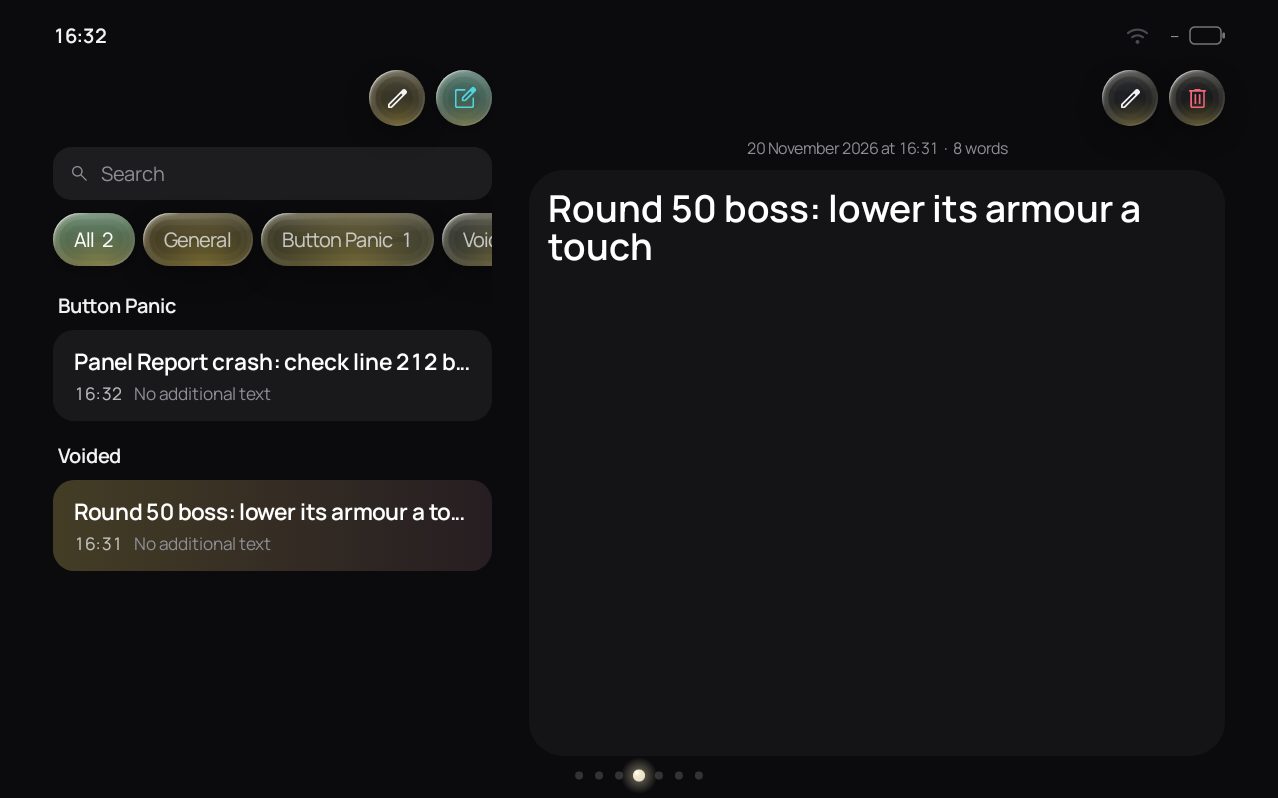 16:32
–
Search
All 2
General
Button Panic 1
Voic
20 November 2026 at 16:31 · 8 words
Button Panic
Panel Report crash: check line 212 b...
16:32 No additional text
Voided
Round 50 boss: lower its armour a to...
16:31 No additional text
Round 50 boss: lower its armour a
touch